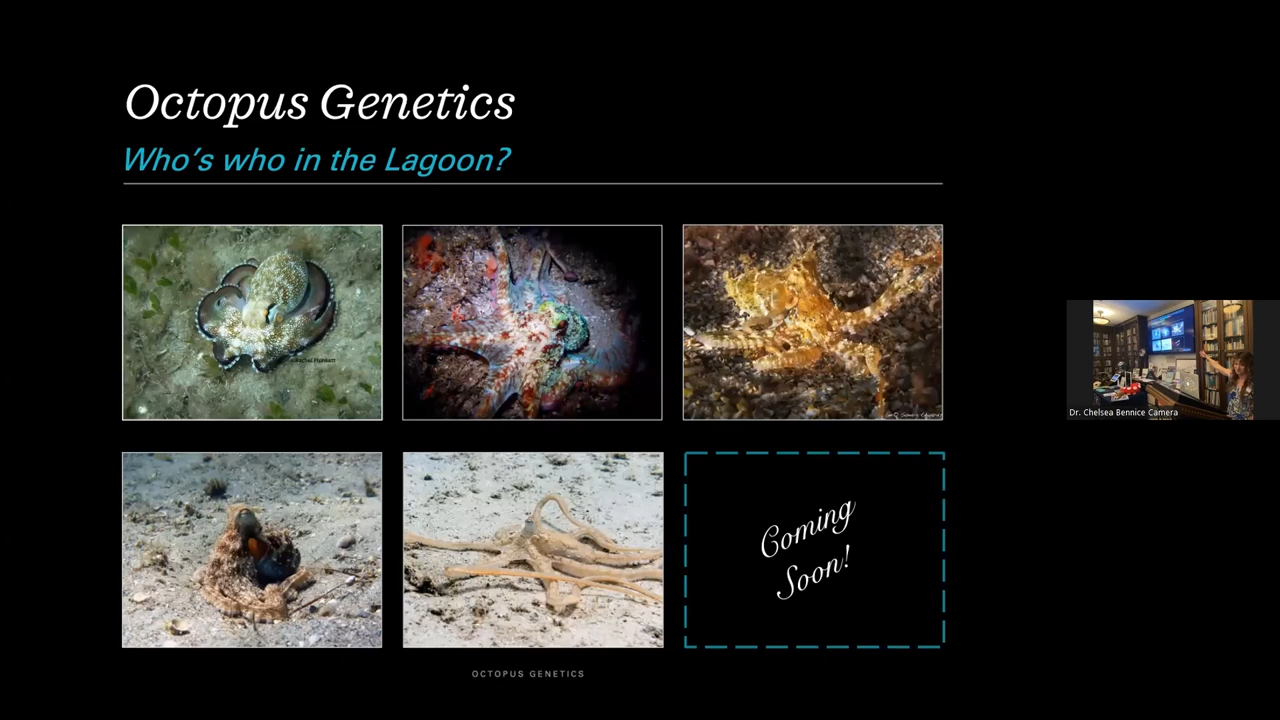 Octopus Genetics
Who's who in the Lagoon?
Coming
Soon!
Dr. Chelsea Bennice Camera
OCTOPUS GENETICS